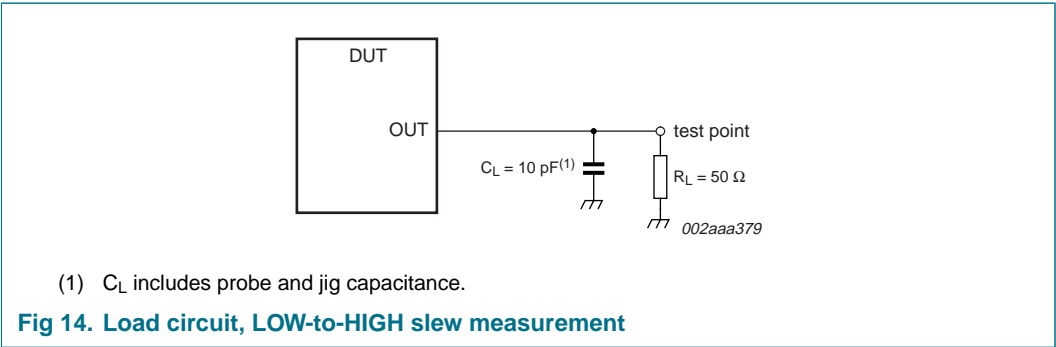 DUT
OUT
test point
C_L = 10 pF(1)
R_L = 50 Ω
002aaa379
(1) C_L includes probe and jig capacitance.
Fig 14. Load circuit, LOW-to-HIGH slew measurement